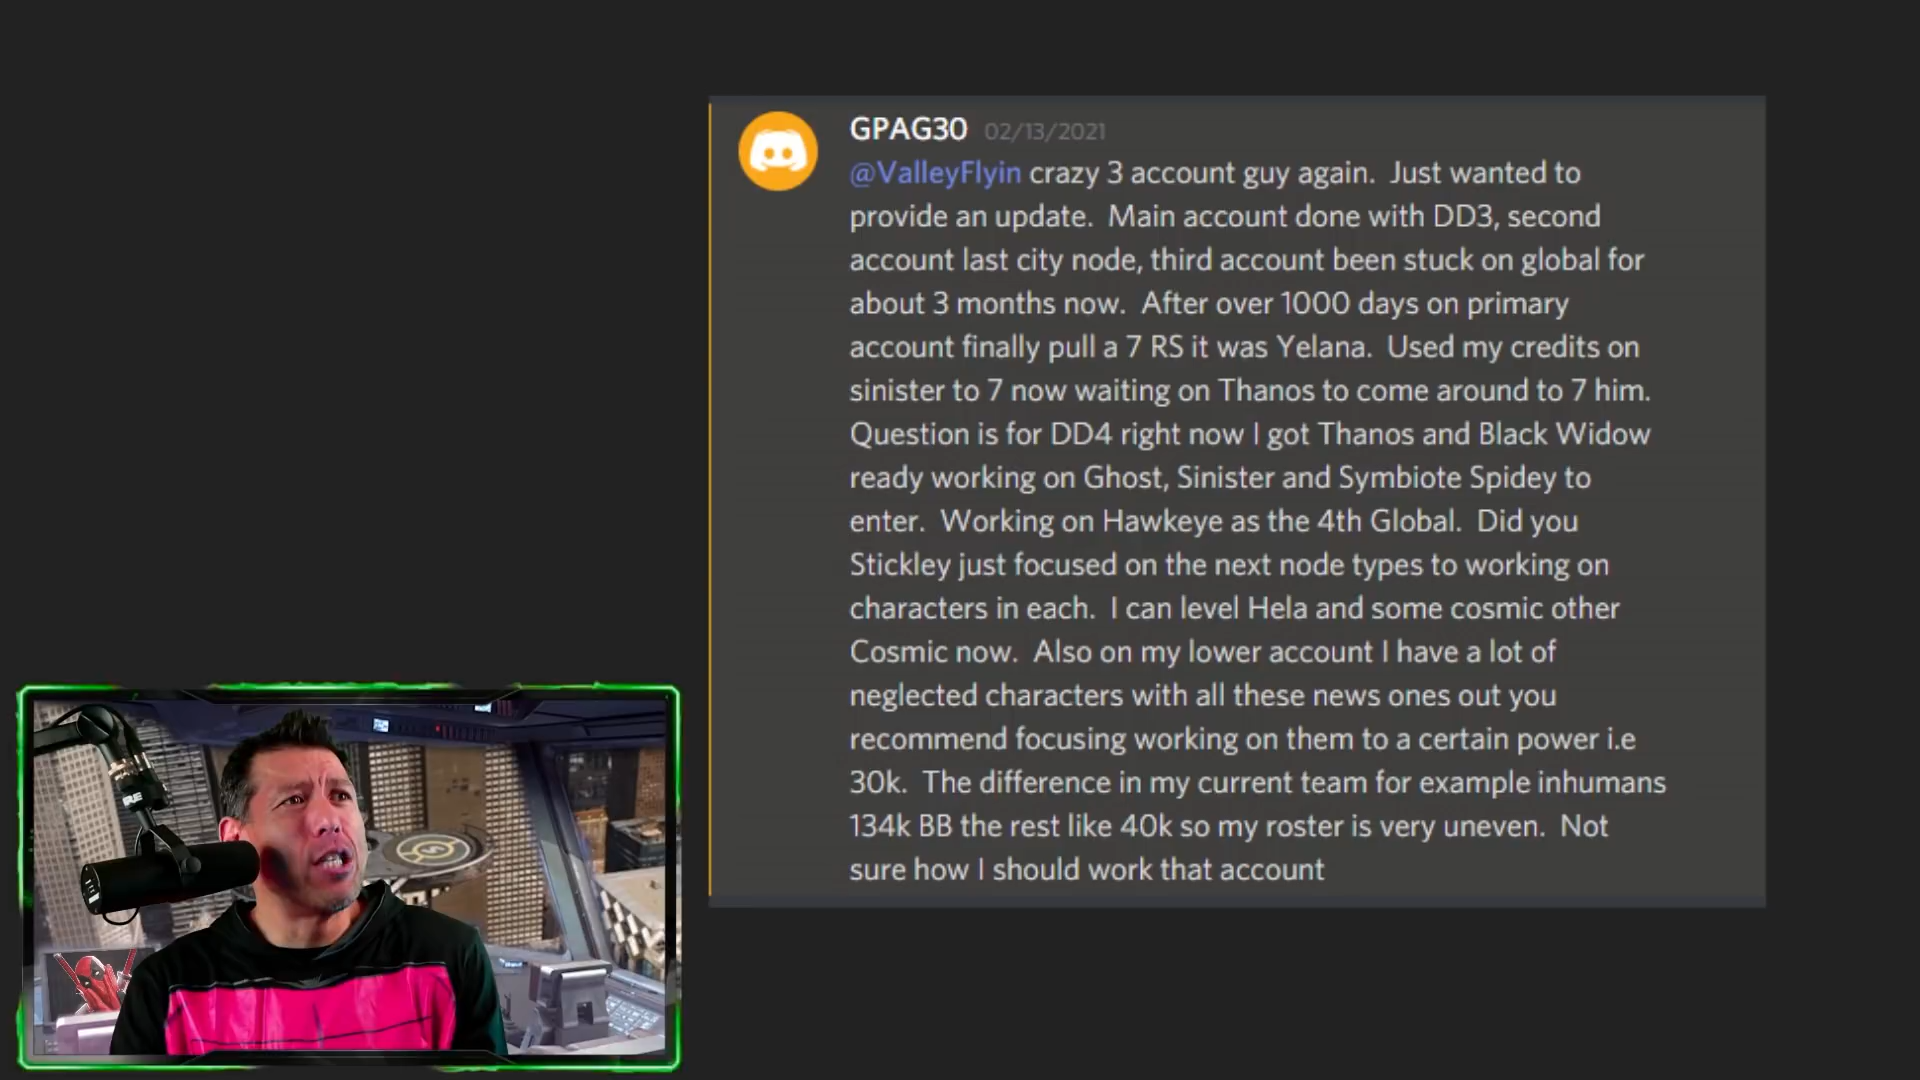 GPAG30 02/13/2021
@ValleyFlyin crazy 3 account guy again. Just wanted to
provide an update. Main account done with DD3, second
account last city node, third account been stuck on global for
about 3 months now. After over 1000 days on primary
account finally pull a 7 RS it was Yelana. Used my credits on
sinister to 7 now waiting on Thanos to come around to 7 him.
Question is for DD4 right now I got Thanos and Black Widow
ready working on Ghost, Sinister and Symbiote Spidey to
enter. Working on Hawkeye as the 4th Global. Did you
Stickley just focused on the next node types to working on
characters in each. I can level Hela and some cosmic other
Cosmic now. Also on my lower account I have a lot of
neglected characters with all these news ones out you
recommend focusing working on them to a certain power i.e
30k. The difference in my current team for example inhumans
134k BB the rest like 40k so my roster is very uneven. Not
sure how I should work that account